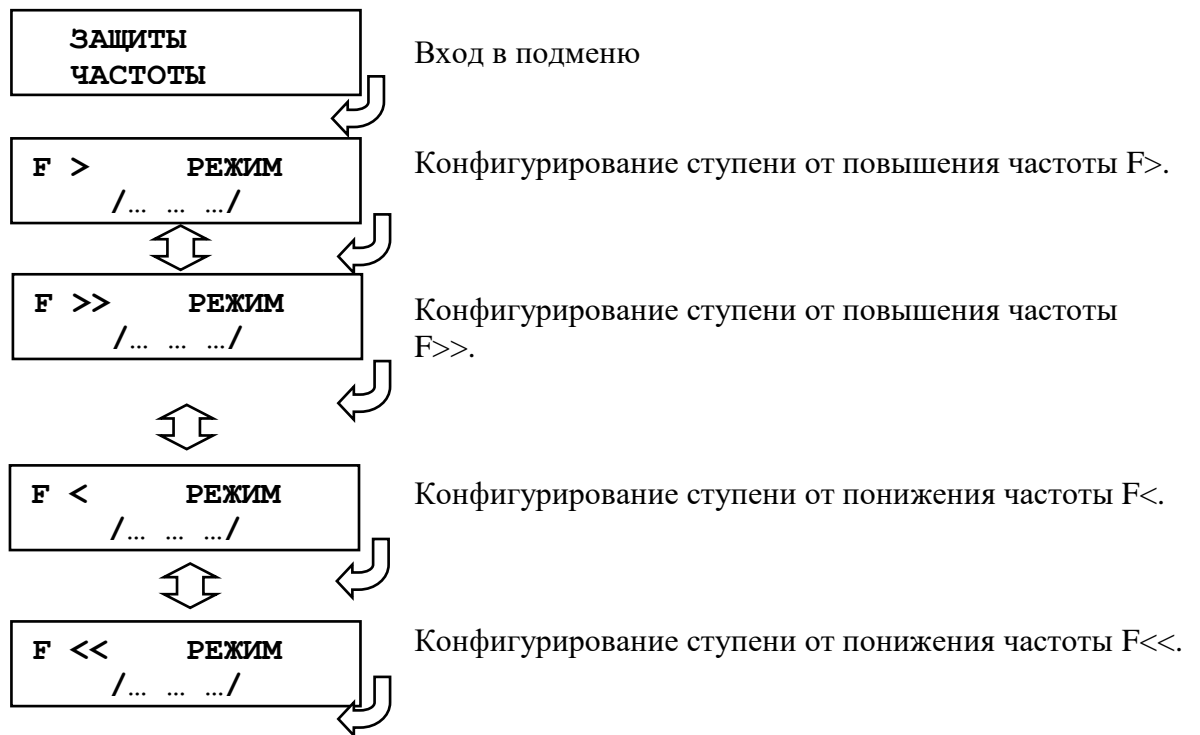 ЗАЩИТЫ
ЧАСТОТЫ
Вход в подменю
F > РЕЖИМ
/… … …/
Конфигурирование ступени от повышения частоты F>.
F >> РЕЖИМ
/… … …/
Конфигурирование ступени от повышения частоты
F>>.
F < РЕЖИМ
/… … …/
Конфигурирование ступени от понижения частоты F<.
F << РЕЖИМ
/… … …/
Конфигурирование ступени от понижения частоты F<<.